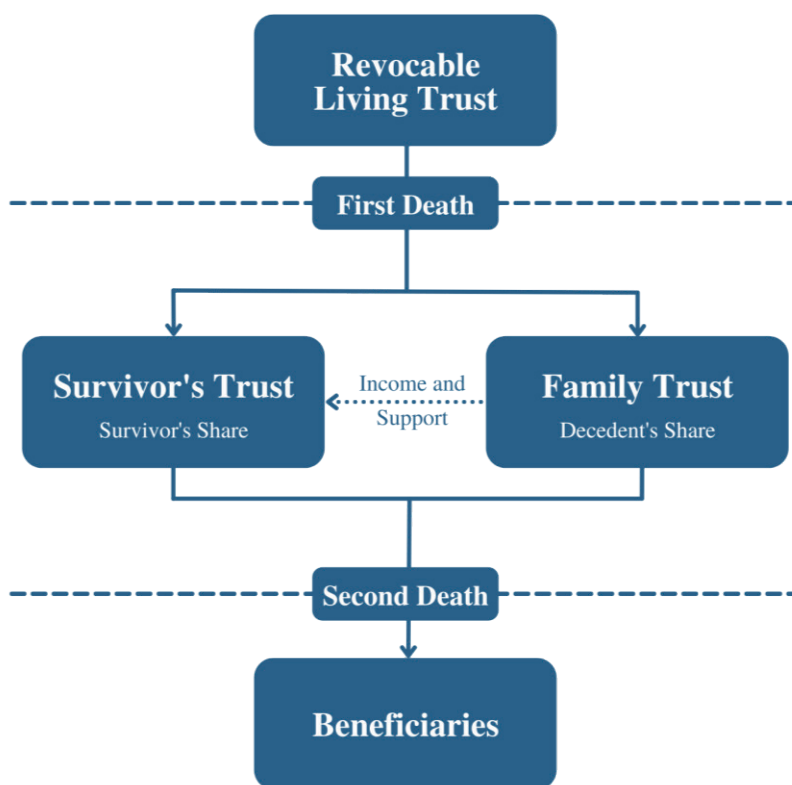 Revocable
Living Trust
First Death
Survivor's Trust
Survivor's Share
Income and
Support
Family Trust
Decedent's Share
Second Death
Beneficiaries